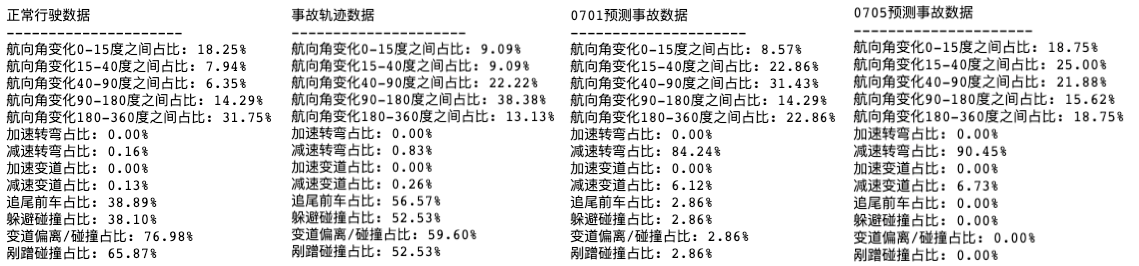 正常行驶数据
---------------------
航向角变化0-15度之间占比: 18.25%
航向角变化15-40度之间占比: 7.94%
航向角变化40-90度之间占比: 6.35%
航向角变化90-180度之间占比: 14.29%
航向角变化180-360度之间占比: 31.75%
加速转弯占比: 0.00%
减速转弯占比: 0.16%
加速变道占比: 0.00%
减速变道占比: 0.13%
追尾前车占比: 38.89%
躲避碰撞占比: 38.10%
变道偏离/碰撞占比: 76.98%
剐蹭碰撞占比: 65.87%
事故轨迹数据
---------------------
航向角变化0-15度之间占比: 9.09%
航向角变化15-40度之间占比: 9.09%
航向角变化40-90度之间占比: 22.22%
航向角变化90-180度之间占比: 38.38%
航向角变化180-360度之间占比: 13.13%
加速转弯占比: 0.00%
减速转弯占比: 0.83%
加速变道占比: 0.00%
减速变道占比: 0.26%
追尾前车占比: 56.57%
躲避碰撞占比: 52.53%
变道偏离/碰撞占比: 59.60%
剐蹭碰撞占比: 52.53%
0701预测事故数据
---------------------
航向角变化0-15度之间占比: 8.57%
航向角变化15-40度之间占比: 22.86%
航向角变化40-90度之间占比: 31.43%
航向角变化90-180度之间占比: 14.29%
航向角变化180-360度之间占比: 22.86%
加速转弯占比: 0.00%
减速转弯占比: 84.24%
加速变道占比: 0.00%
减速变道占比: 6.12%
追尾前车占比: 2.86%
躲避碰撞占比: 2.86%
变道偏离/碰撞占比: 2.86%
剐蹭碰撞占比: 2.86%
0705预测事故数据
---------------------
航向角变化0-15度之间占比: 18.75%
航向角变化15-40度之间占比: 25.00%
航向角变化40-90度之间占比: 21.88%
航向角变化90-180度之间占比: 15.62%
航向角变化180-360度之间占比: 18.75%
加速转弯占比: 0.00%
减速转弯占比: 90.45%
加速变道占比: 0.00%
减速变道占比: 6.73%
追尾前车占比: 0.00%
躲避碰撞占比: 0.00%
变道偏离/碰撞占比: 0.00%
剐蹭碰撞占比: 0.00%